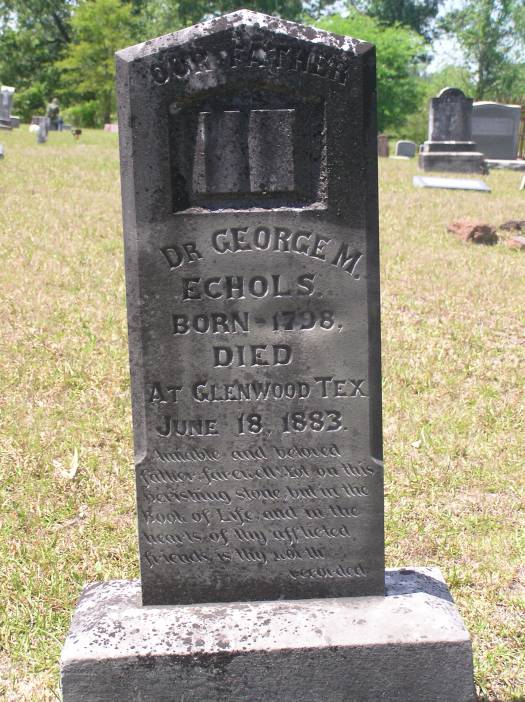 OUR FATHER
DR GEORGE M.
ECHOLS.
BORN - 1798,
DIED
AT GLENWOOD TEX
JUNE 18, 1883.
Amiable and beloved
father, farewell. Not on this
perishing stone, but in the
Book of Life, and in the
hearts of thy afflicted
friends is thy worth
recorded